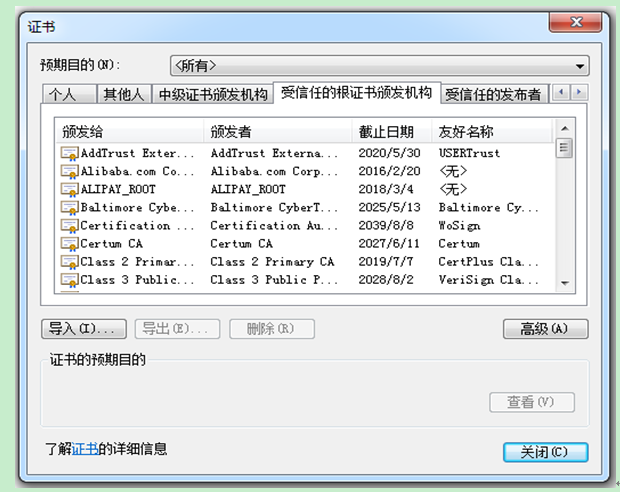 证书
预期目的(N): <所有>
个人 其他人 中级证书颁发机构 受信任的根证书颁发机构 受信任的发布者
颁发给 颁发者 截止日期 友好名称
AddTrust Exter... AddTrust Externa... 2020/5/30 USERTrust
Alibaba.com Co... Alibaba.com Corp... 2016/2/20 <无>
ALIPAY_ROOT ALIPAY_ROOT 2018/3/4 <无>
Baltimore Cybe... Baltimore CyberT... 2025/5/13 Baltimore Cy...
Certification ... Certification Au... 2039/8/8 WoSign
Certum CA Certum CA 2027/6/11 Certum
Class 2 Primar... Class 2 Primary CA 2019/7/7 CertPlus Cla...
Class 3 Public... Class 3 Public P... 2028/8/2 VeriSign Cla...
导入(I)... 导出(E)... 删除(R) 高级(A)
证书的预期目的
查看(V)
了解证书的详细信息
关闭(C)